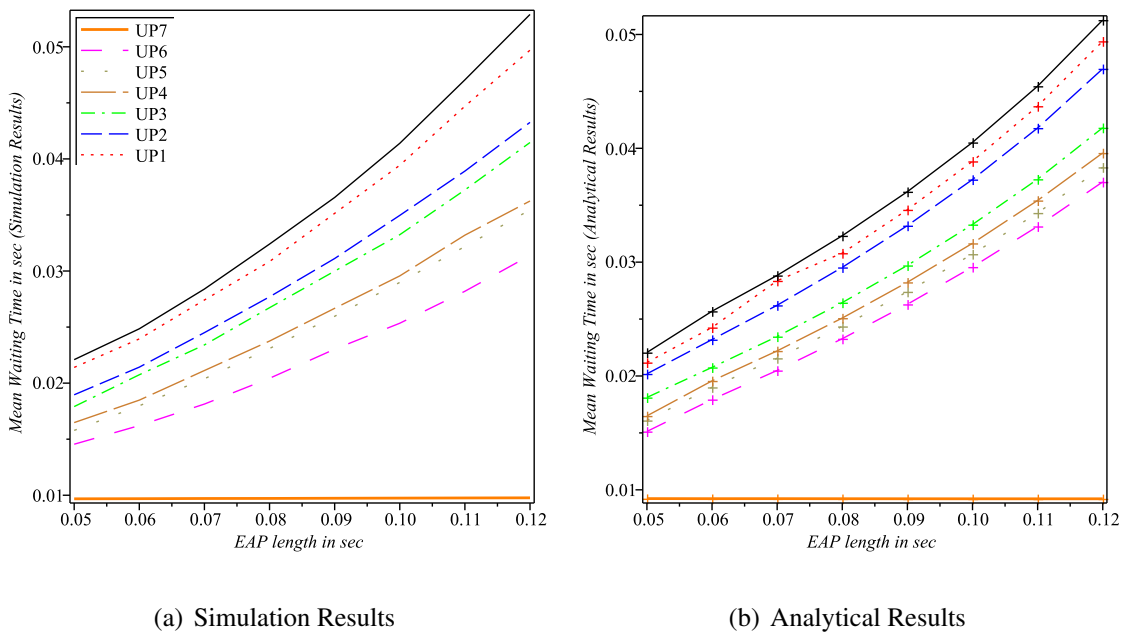 Mean Waiting Time in sec (Simulation Results)
0.05
0.04
0.03
0.02
0.01
UP7
UP6
UP5
UP4
UP3
UP2
UP1
0.05 0.06 0.07 0.08 0.09 0.10 0.11 0.12
EAP length in sec
(a) Simulation Results
Mean Waiting Time in sec (Analytical Results)
0.05
0.04
0.03
0.02
0.01
0.05 0.06 0.07 0.08 0.09 0.10 0.11 0.12
EAP length in sec
(b) Analytical Results